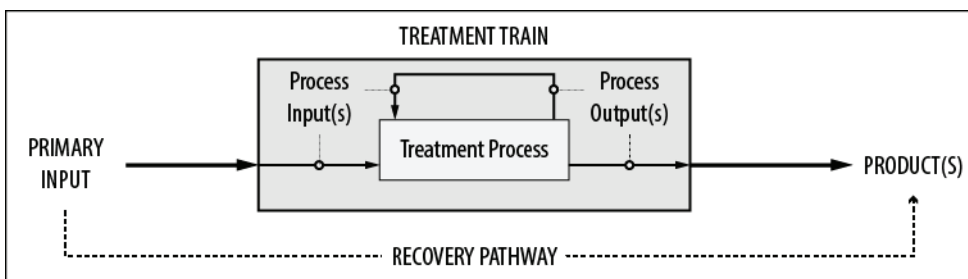 TREATMENT TRAIN
Process
Input(s)
Process
Output(s)
PRIMARY
INPUT
Treatment Process
PRODUCT(S)
RECOVERY PATHWAY